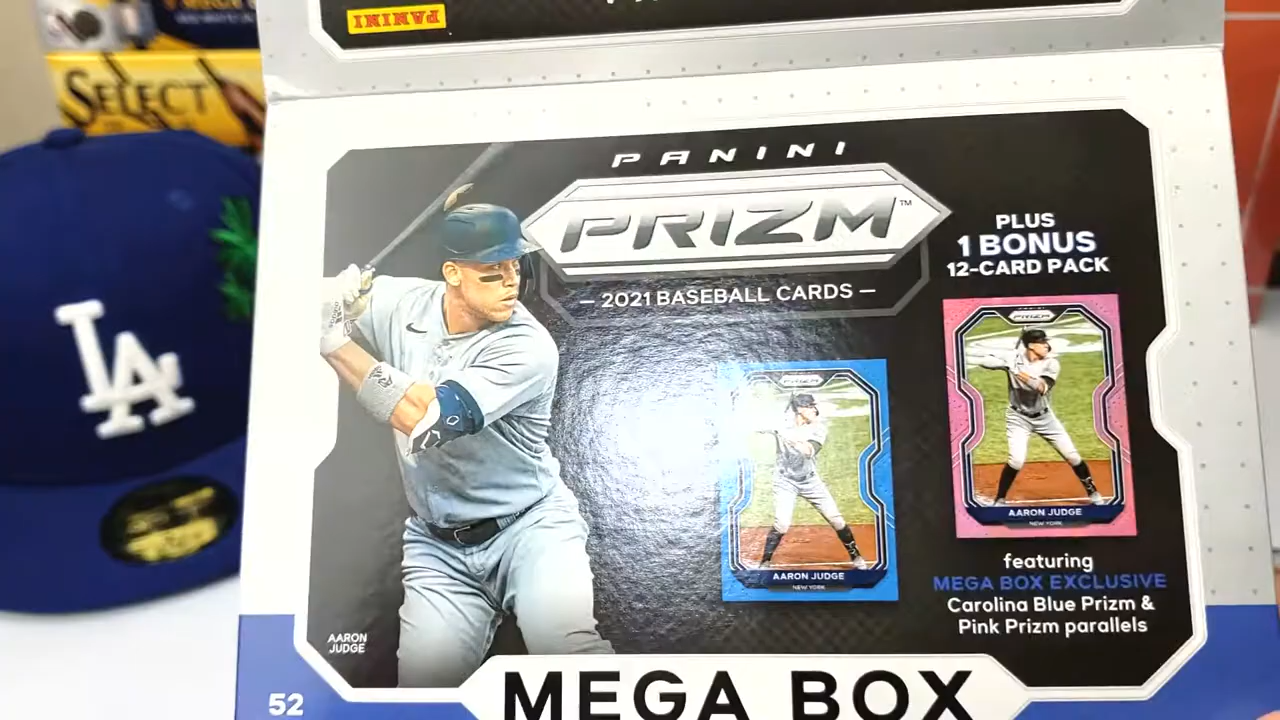 PANINI
SELECT
LA
PANINI
PRIZM™
— 2021 BASEBALL CARDS —
PLUS
1 BONUS
12-CARD PACK
PRIZM
AARON JUDGE
NEW YORK
PRIZM
AARON JUDGE
NEW YORK
featuring
MEGA BOX EXCLUSIVE
Carolina Blue Prizm &
Pink Prizm parallels
AARON
JUDGE
52
MEGA BOX